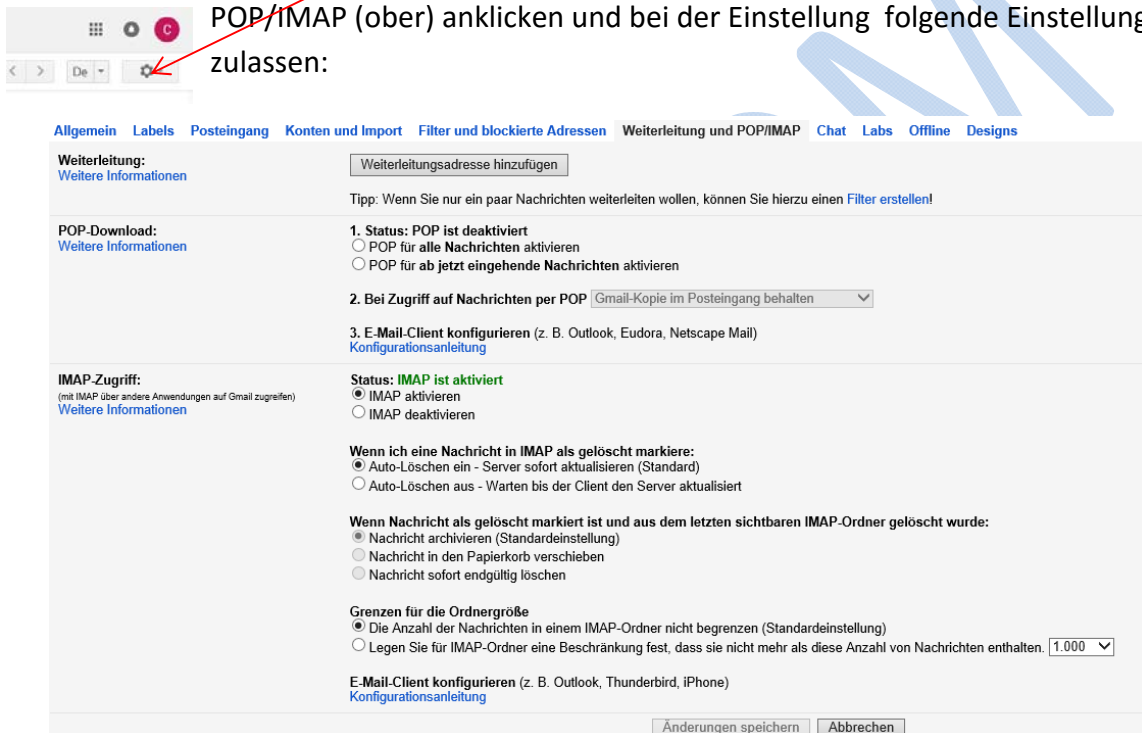 POP/IMAP (ober) anklicken und bei der Einstellung folgende Einstellung
C
zulassen:
< > De
Allgemein Labels Posteingang Konten und Import Filter und blockierte Adressen Weiterleitung und POP/IMAP Chat Labs Offline Designs
Weiterleitung:
Weitere Informationen
Weiterleitungsadresse hinzufügen
Tipp: Wenn Sie nur ein paar Nachrichten weiterleiten wollen, können Sie hierzu einen Filter erstellen!
POP-Download:
Weitere Informationen
1. Status: POP ist deaktiviert
POP für alle Nachrichten aktivieren
POP für ab jetzt eingehende Nachrichten aktivieren
2. Bei Zugriff auf Nachrichten per POP Gmail-Kopie im Posteingang behalten
3. E-Mail-Client konfigurieren (z. B. Outlook, Eudora, Netscape Mail)
Konfigurationsanleitung
IMAP-Zugriff:
(mit IMAP über andere Anwendungen auf Gmail zugreifen)
Weitere Informationen
Status: IMAP ist aktiviert
IMAP aktivieren
IMAP deaktivieren
Wenn ich eine Nachricht in IMAP als gelöscht markiere:
Auto-Löschen ein - Server sofort aktualisieren (Standard)
Auto-Löschen aus - Warten bis der Client den Server aktualisiert
Wenn Nachricht als gelöscht markiert ist und aus dem letzten sichtbaren IMAP-Ordner gelöscht wurde:
Nachricht archivieren (Standardeinstellung)
Nachricht in den Papierkorb verschieben
Nachricht sofort endgültig löschen
Grenzen für die Ordnergröße
Die Anzahl der Nachrichten in einem IMAP-Ordner nicht begrenzen (Standardeinstellung)
Legen Sie für IMAP-Ordner eine Beschränkung fest, dass sie nicht mehr als diese Anzahl von Nachrichten enthalten. 1.000
E-Mail-Client konfigurieren (z. B. Outlook, Thunderbird, iPhone)
Konfigurationsanleitung
Änderungen speichern Abbrechen